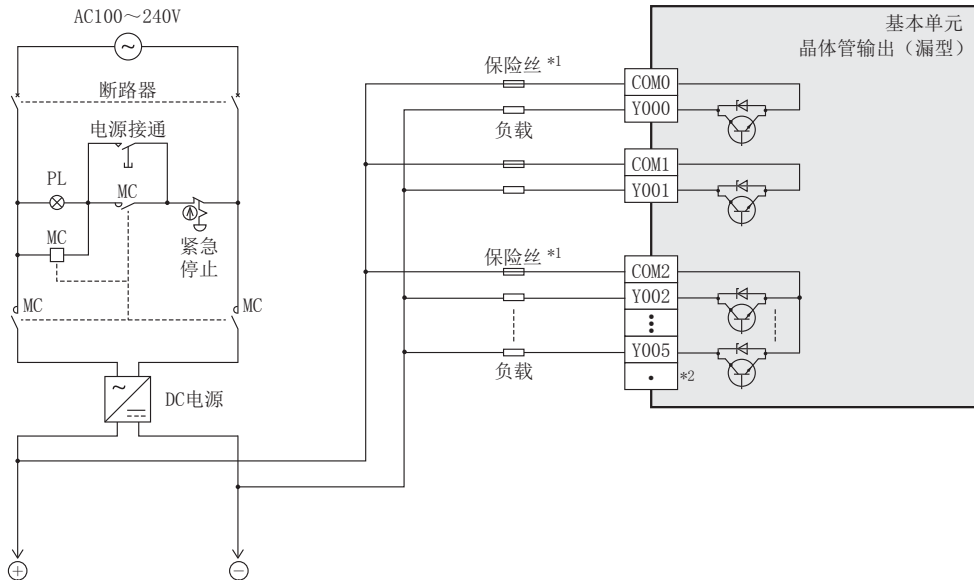 AC100～240V
断路器
电源接通
PL
MC
MC
紧急
停止
MC
MC
DC电源
基本单元
晶体管输出（漏型）
保险丝 *1
COM0
Y000
负载
COM1
Y001
保险丝 *1
COM2
Y002
Y005
*2
负载